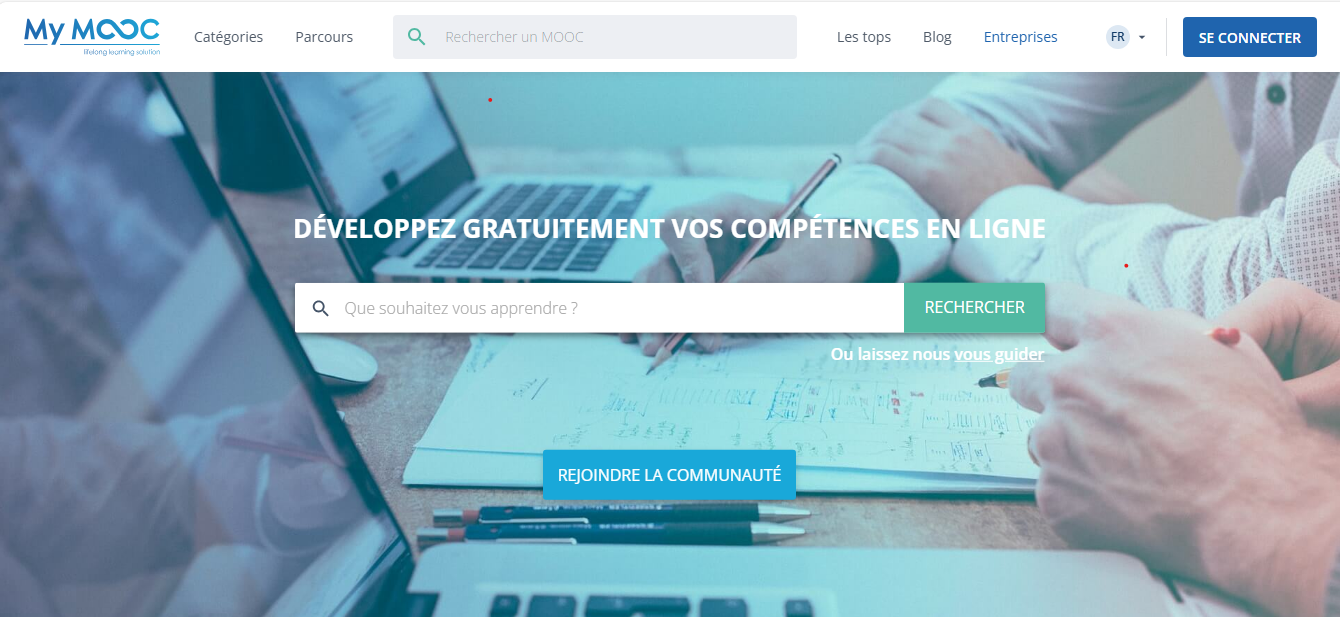 My MOOC
lifelong learning solution
Catégories
Parcours
Rechercher un MOOC
Les tops
Blog
Entreprises
FR
SE CONNECTER
DÉVELOPPEZ GRATUITEMENT VOS COMPÉTENCES EN LIGNE
Que souhaitez vous apprendre ?
RECHERCHER
Ou laissez nous vous guider
REJOINDRE LA COMMUNAUTÉ